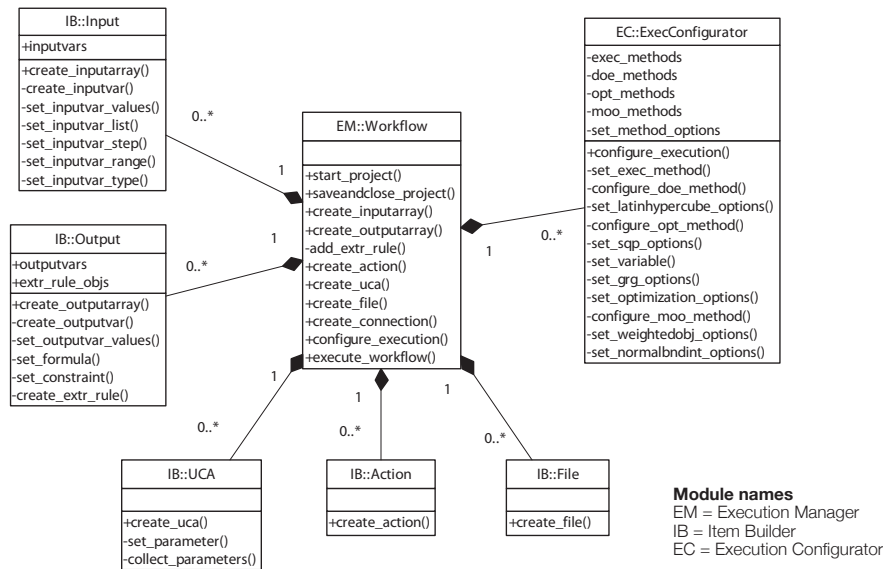 IB::Input
+inputvars
+create_inputarray()
-create_inputvar()
-set_inputvar_values()
-set_inputvar_list()
-set_inputvar_step()
-set_inputvar_range()
-set_inputvar_type()
0..*
1
EM::Workflow
+start_project()
+saveandclose_project()
+create_inputarray()
+create_outputarray()
-add_extr_rule()
+create_action()
+create_uca()
+create_file()
+create_connection()
+configure_execution()
+execute_workflow()
EC::ExecConfigurator
-exec_methods
-doe_methods
-opt_methods
-moo_methods
-set_method_options
+configure_execution()
-set_exec_method()
-configure_doe_method()
-set_latinhypercube_options()
-configure_opt_method()
-set_sqp_options()
-set_variable()
-set_grg_options()
-set_optimization_options()
-configure_moo_method()
-set_weightedobj_options()
-set_normalbndint_options()
1
0..*
IB::Output
+outputvars
+extr_rule_objs
+create_outputarray()
-create_outputvar()
-set_outputvar_values()
-set_formula()
-set_constraint()
-create_extr_rule()
1
0..*
1
0..*
1
0..*
1
0..*
IB::UCA
+create_uca()
-set_parameter()
-collect_parameters()
IB::Action
+create_action()
IB::File
+create_file()
Module names
EM = Execution Manager
IB = Item Builder
EC = Execution Configurator